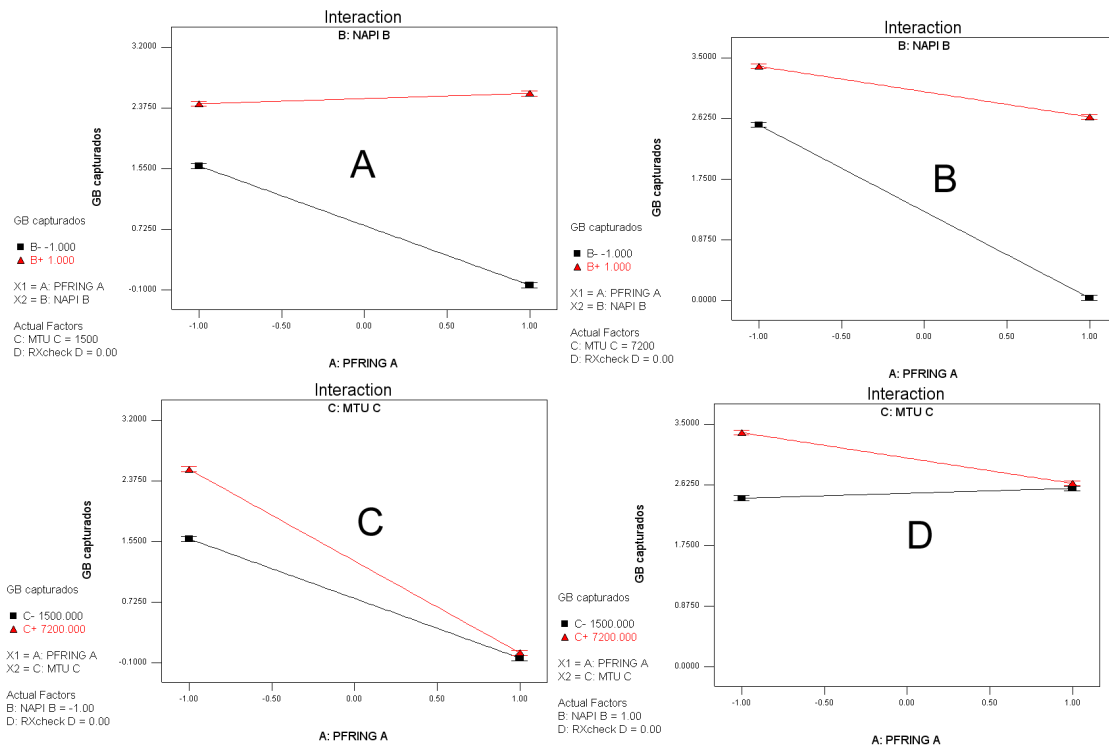 Interaction
B: NAPI B
3.2000
2.3750
1.5500
0.7250
-0.1000
GB capturados
A
-1.00
-0.50
0.00
0.50
1.00
A: PFRING A
GB capturados
B- -1.000
B+ 1.000
X1 = A: PFRING A
X2 = B: NAPI B
Actual Factors
C: MTU C = 1500
D: RXcheck D = 0.00
Interaction
B: NAPI B
3.5000
2.6250
1.7500
0.8750
0.0000
GB capturados
B
-1.00
-0.50
0.00
0.50
1.00
A: PFRING A
GB capturados
B- -1.000
B+ 1.000
X1 = A: PFRING A
X2 = B: NAPI B
Actual Factors
C: MTU C = 7200
D: RXcheck D = 0.00
Interaction
C: MTU C
3.2000
2.3750
1.5500
0.7250
-0.1000
GB capturados
C
-1.00
-0.50
0.00
0.50
1.00
A: PFRING A
GB capturados
C- 1500.000
C+ 7200.000
X1 = A: PFRING A
X2 = C: MTU C
Actual Factors
B: NAPI B = -1.00
D: RXcheck D = 0.00
Interaction
C: MTU C
3.5000
2.6250
1.7500
0.8750
0.0000
GB capturados
D
-1.00
-0.50
0.00
0.50
1.00
A: PFRING A
GB capturados
C- 1500.000
C+ 7200.000
X1 = A: PFRING A
X2 = C: MTU C
Actual Factors
B: NAPI B = 1.00
D: RXcheck D = 0.00